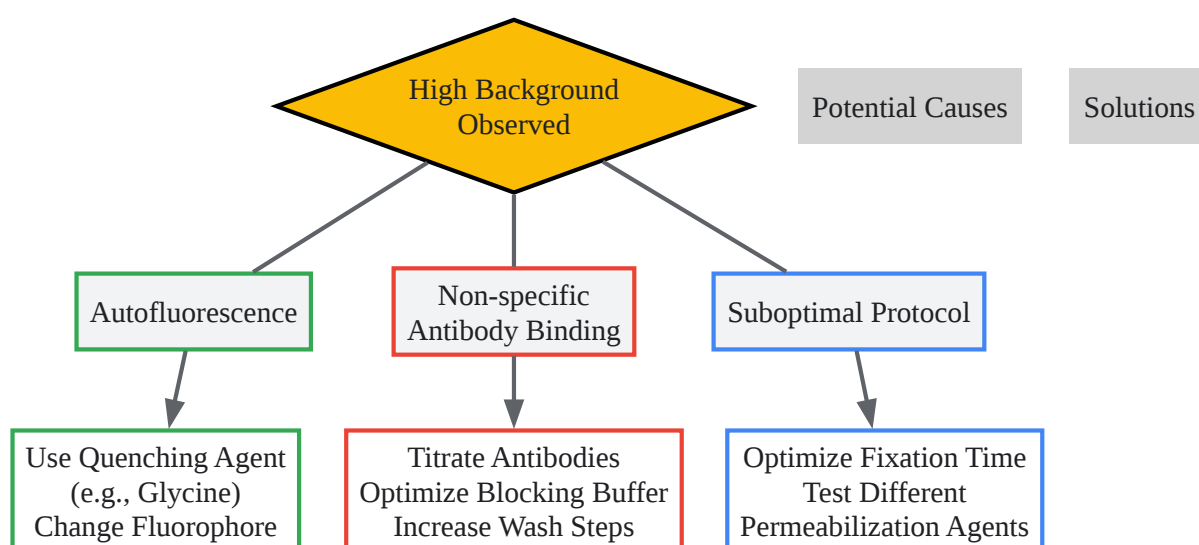 High Background
Observed
Potential Causes
Solutions
Autofluorescence
Non-specific
Antibody Binding
Suboptimal Protocol
Use Quenching Agent
(e.g., Glycine)
Change Fluorophore
Titrate Antibodies
Optimize Blocking Buffer
Increase Wash Steps
Optimize Fixation Time
Test Different
Permeabilization Agents